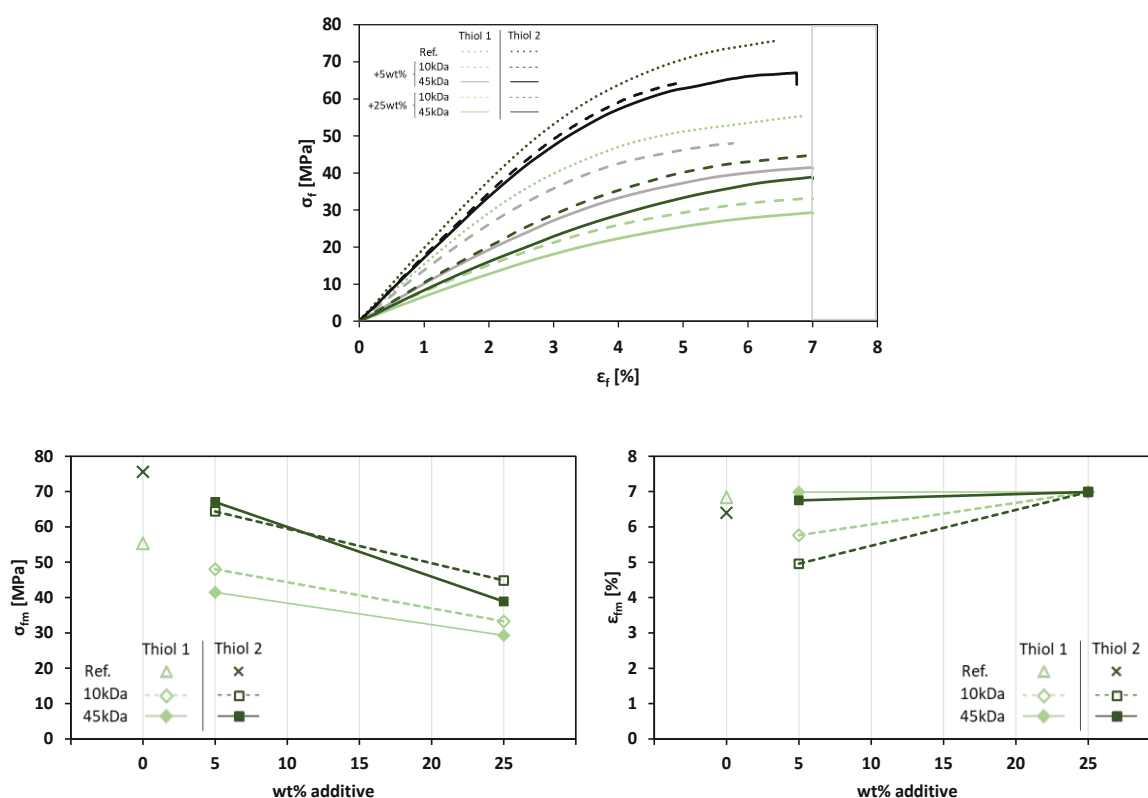 80
70
60
50
40
30
20
10
0
σf [MPa]
Thiol 1 Thiol 2
Ref.
+5wt% 10kDa
45kDa
+25wt% 10kDa
45kDa
0 1 2 3 4 5 6 7 8
εf [%]
80
70
60
50
40
30
20
10
0
σfm [MPa]
Thiol 1 Thiol 2
Ref.
10kDa
45kDa
0 5 10 15 20 25
wt% additive
8
7
6
5
4
3
2
1
0
εfm [%]
Thiol 1 Thiol 2
Ref.
10kDa
45kDa
0 5 10 15 20 25
wt% additive